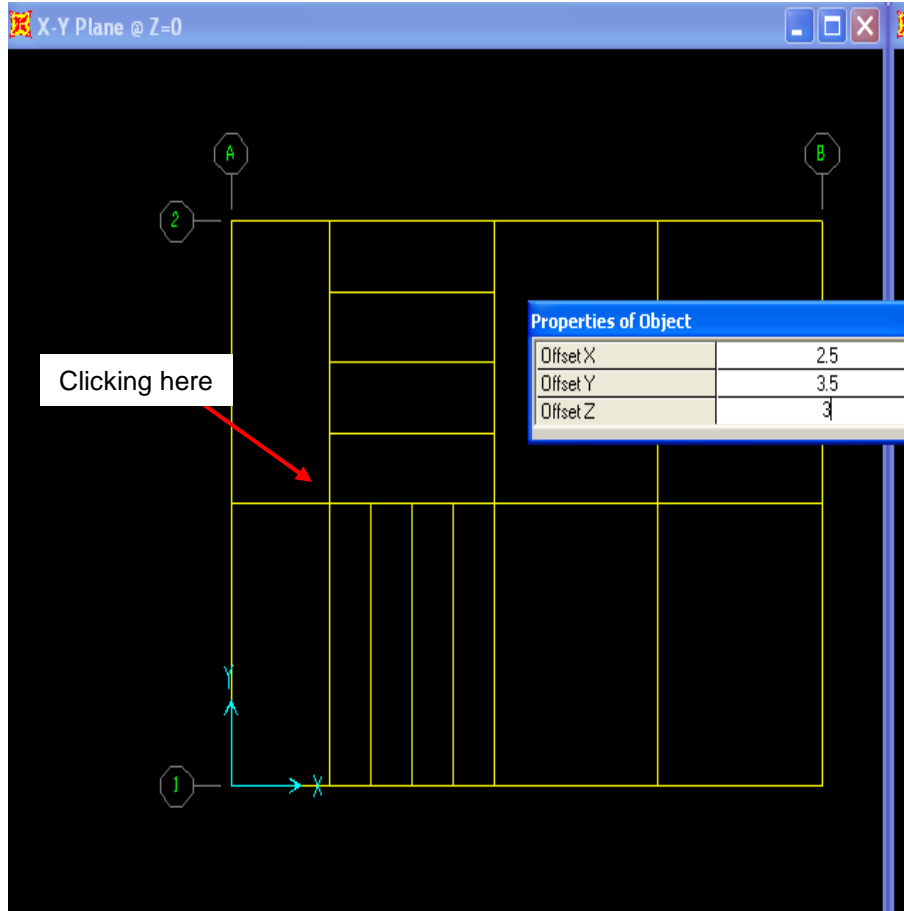 X-Y Plane @ Z=0
A
B
2
Properties of Object
Offset X 2.5
Offset Y 3.5
Offset Z 3
Clicking here
Y
X
1